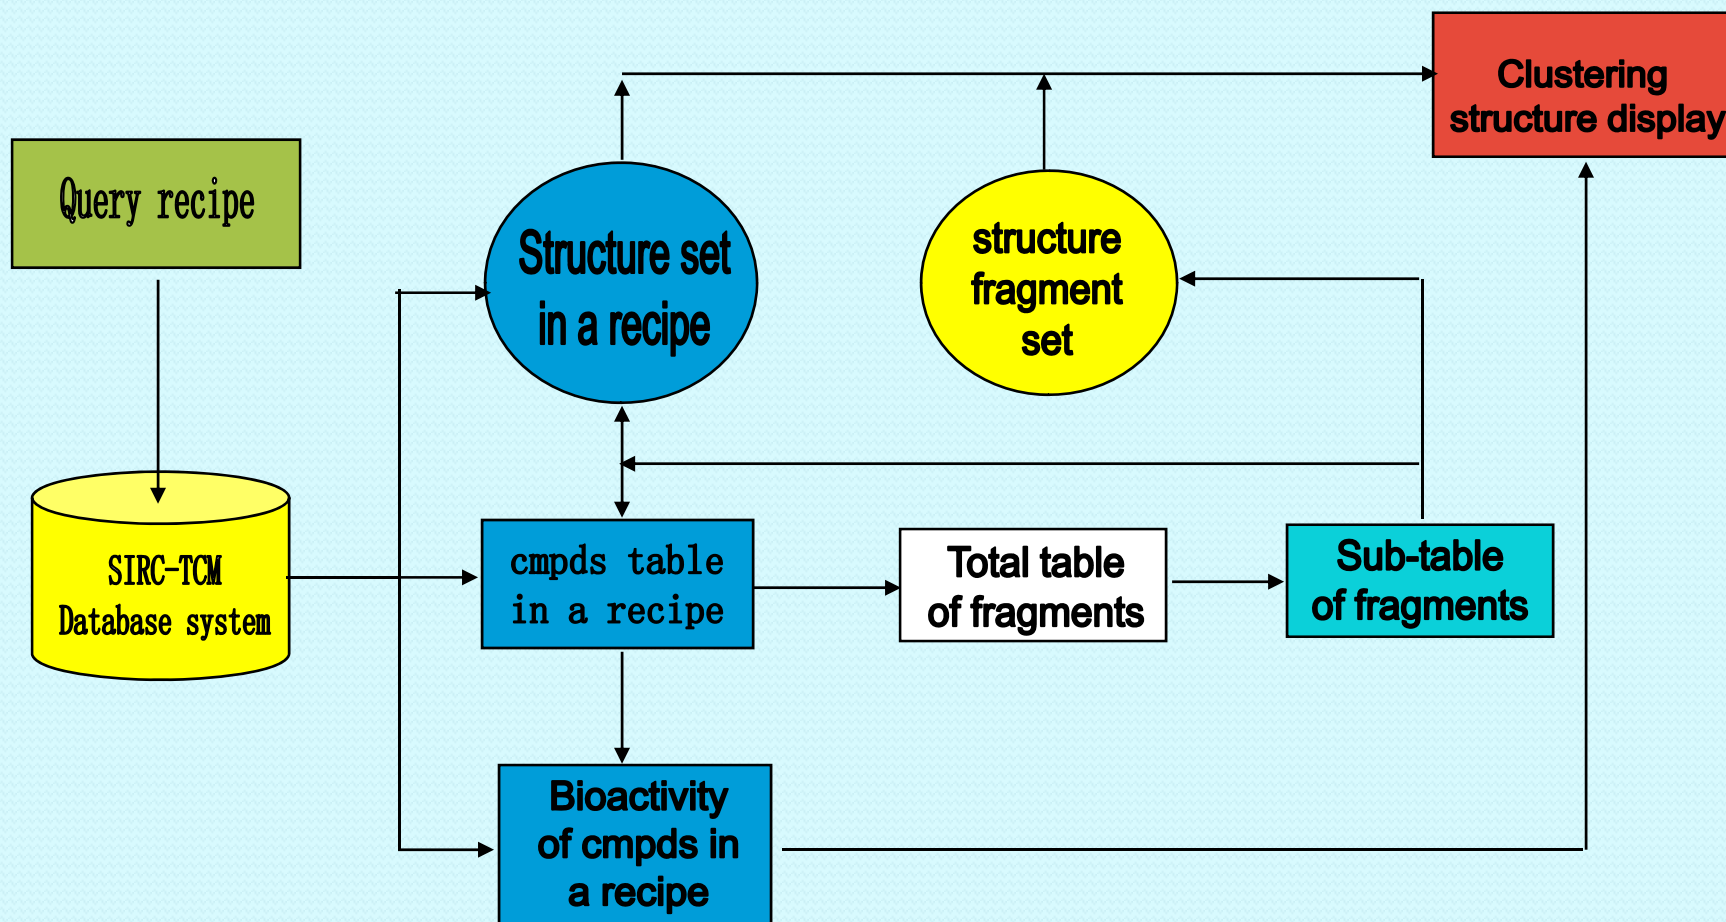 Clustering
structure display
Query recipe
Structure set
in a recipe
structure
fragment
set
SIRC-TCM
Database system
cmpds table
in a recipe
Total table
of fragments
Sub-table
of fragments
Bioactivity
of cmpds in
a recipe